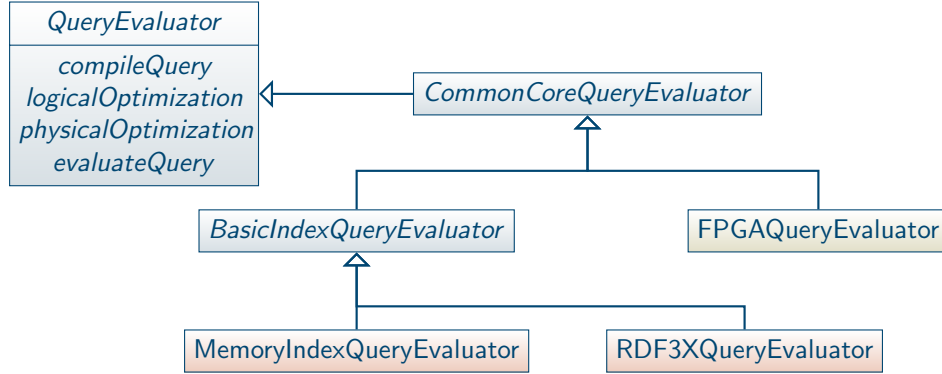 QueryEvaluator
compileQuery
logicalOptimization
physicalOptimization
evaluateQuery
CommonCoreQueryEvaluator
BasicIndexQueryEvaluator
FPGAQueryEvaluator
MemoryIndexQueryEvaluator
RDF3XQueryEvaluator